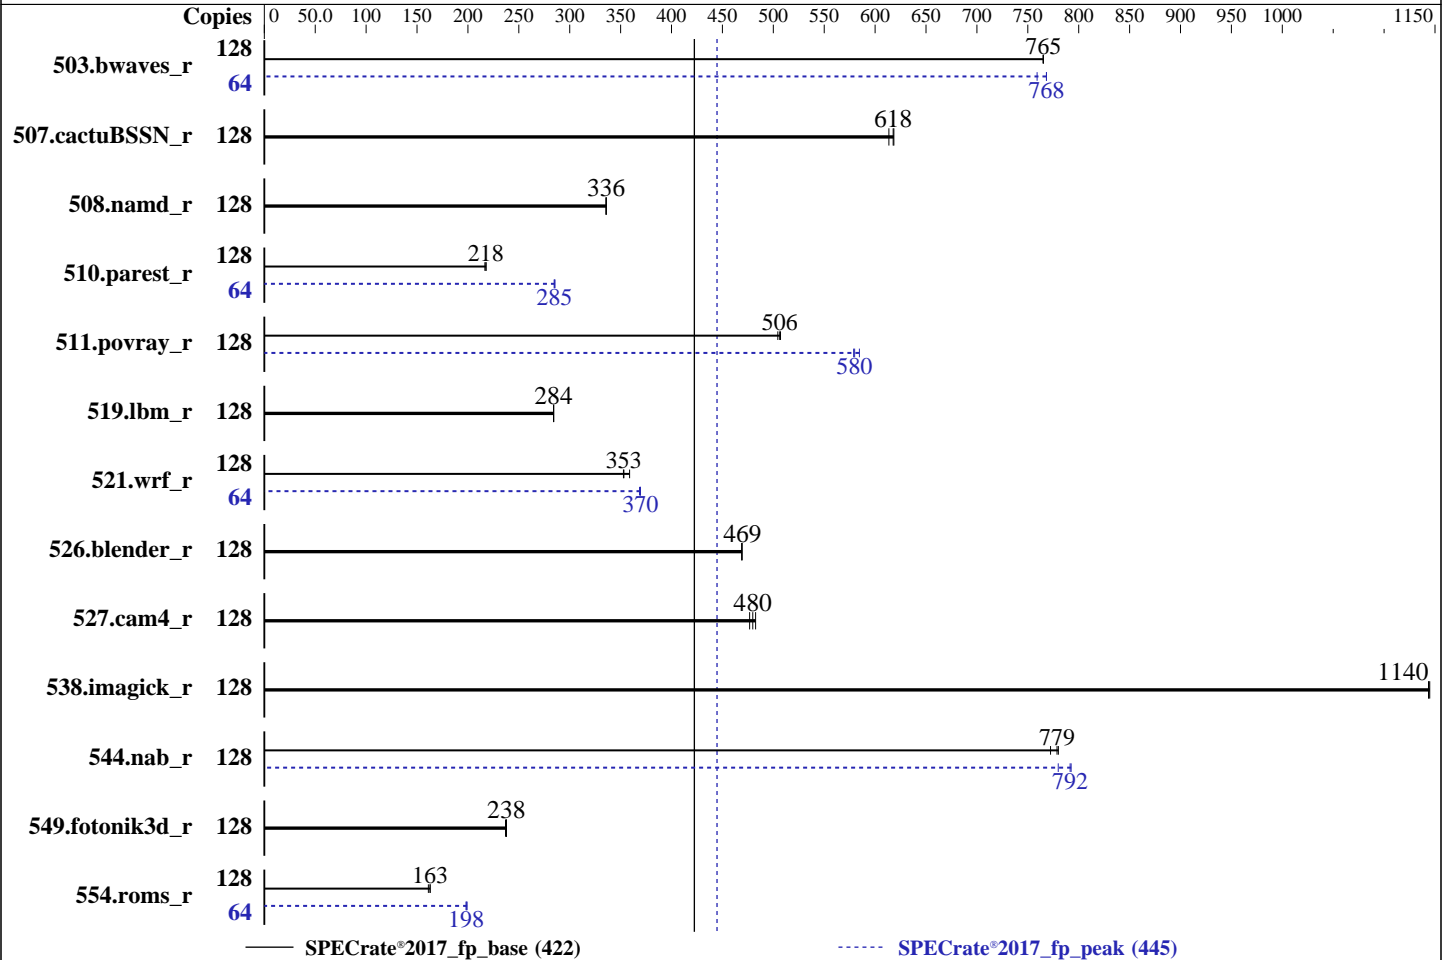 Copies 0 50.0 100 150 200 250 300 350 400 450 500 550 600 650 700 750 800 850 900 950 1000 1150
503.bwaves_r 128 765
64 768
507.cactuBSSN_r 128 618
508.namd_r 128 336
510.parest_r 128 218
64 285
511.povray_r 128 506
580
519.lbm_r 128 284
521.wrf_r 128 353
64 370
526.blender_r 128 469
527.cam4_r 128 480
538.imagick_r 128 1140
544.nab_r 128 779
792
549.fotonik3d_r 128 238
554.roms_r 128 163
64 198
SPECrate®2017_fp_base (422) SPECrate®2017_fp_peak (445)